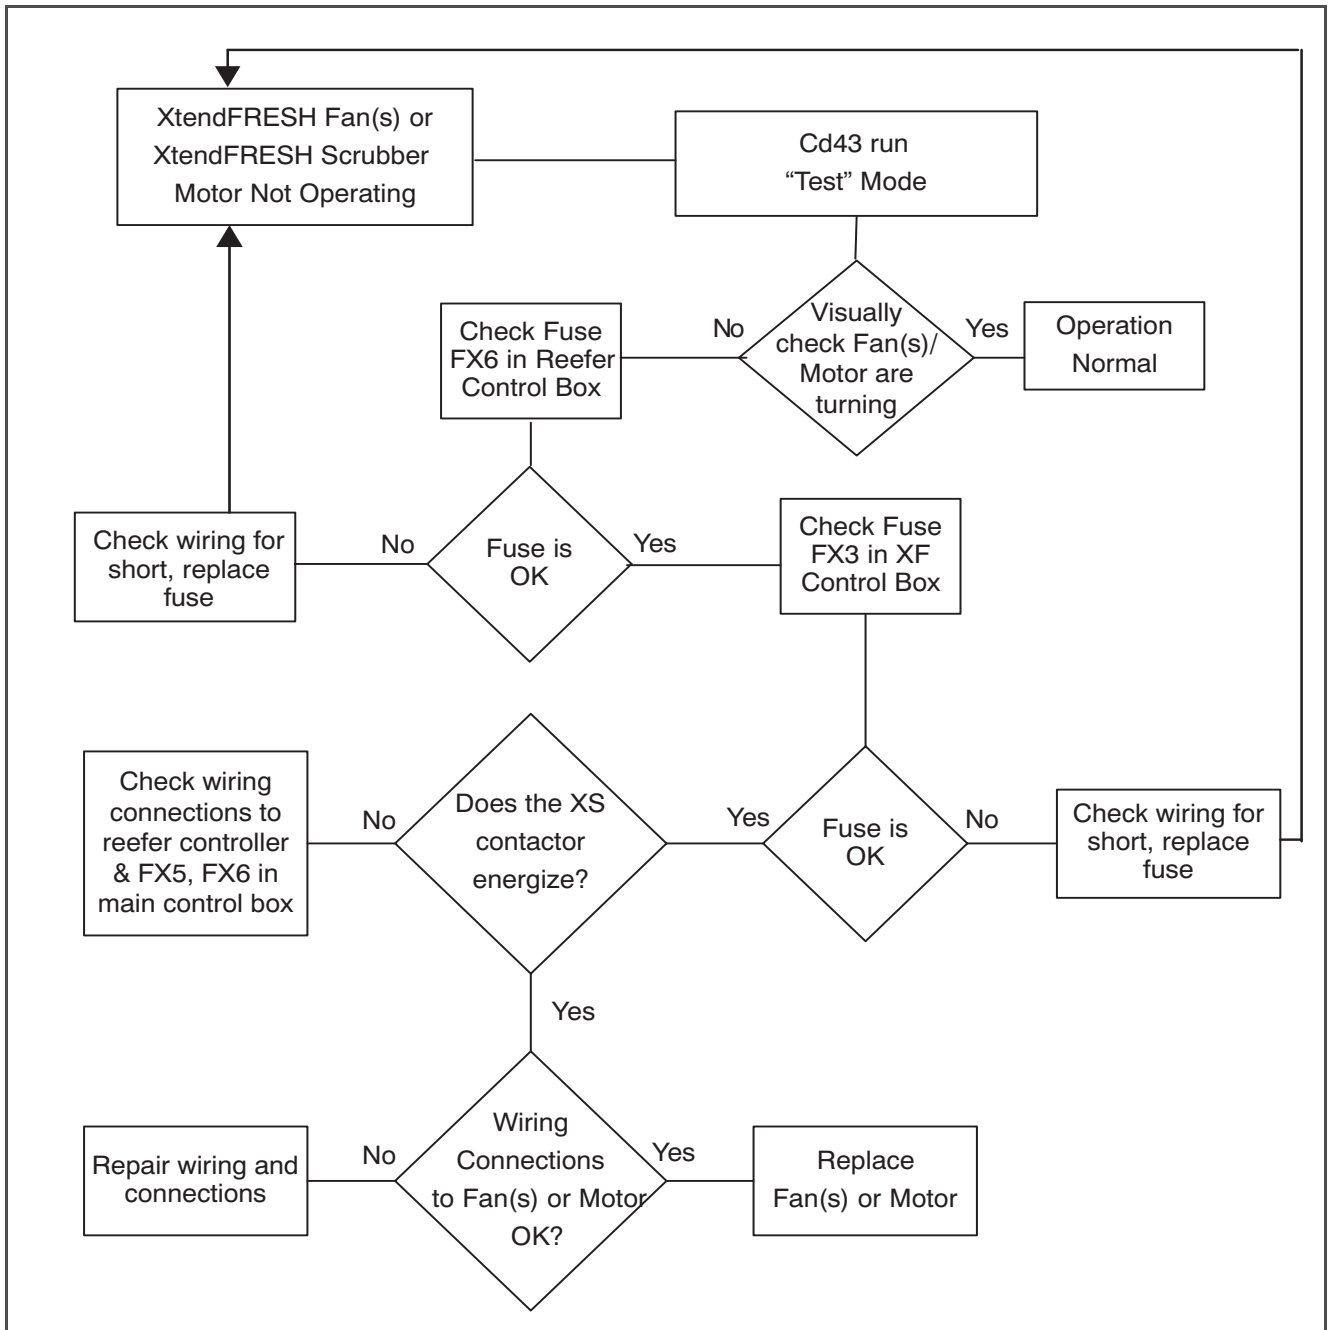 XtendFRESH Fan(s) or
XtendFRESH Scrubber
Motor Not Operating
Cd43 run
“Test” Mode
Visually
check Fan(s)/
Motor are
turning
No
Yes
Operation
Normal
Check Fuse
FX6 in Reefer
Control Box
Fuse is
OK
No
Yes
Check wiring for
short, replace
fuse
Check Fuse
FX3 in XF
Control Box
Fuse is
OK
Yes
No
Check wiring for
short, replace
fuse
Does the XS
contactor
energize?
No
Check wiring
connections to
reefer controller
& FX5, FX6 in
main control box
Yes
Wiring
Connections
to Fan(s) or Motor
OK?
No
Repair wiring and
connections
Yes
Replace
Fan(s) or Motor